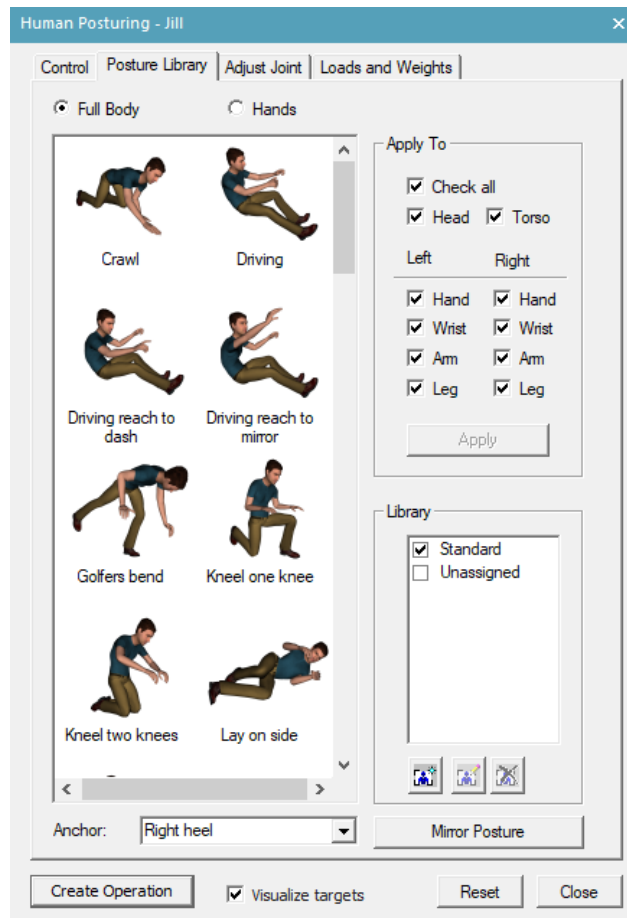 Human Posturing - Jill
Control Posture Library Adjust Joint Loads and Weights
Full Body Hands
Apply To
Check all
Head Torso
Left Right
Hand Hand
Wrist Wrist
Arm Arm
Leg Leg
Apply
Crawl Driving
Driving reach to dash
Driving reach to mirror
Golfers bend Kneel one knee
Kneel two knees Lay on side
Library
Standard
Unassigned
Anchor: Right heel
Mirror Posture
Create Operation Visualize targets Reset Close